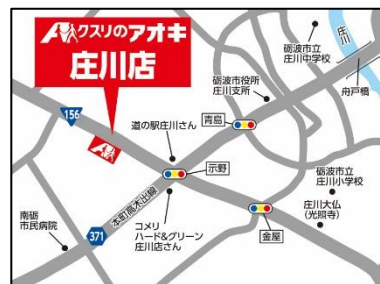 クスリのアオキ
庄川店
156
道の駅庄川さん
砺波市役所
庄川支所
砺波市立
庄川中学校
庄川
舟戸橋
青島
示野
本町高木出線
371
南砺
市民病院
コメリ
ハード&グリーン
庄川店さん
金屋
砺波市立
庄川小学校
庄川大仏
(光照寺)